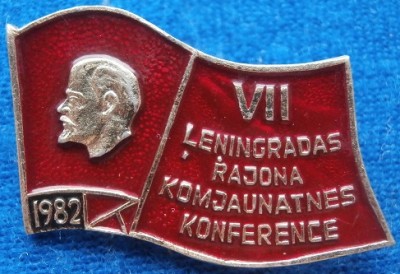 VII
ĻENINGRADAS
RAJONA
KOMJAUNATNES
KONFERENCE
1982